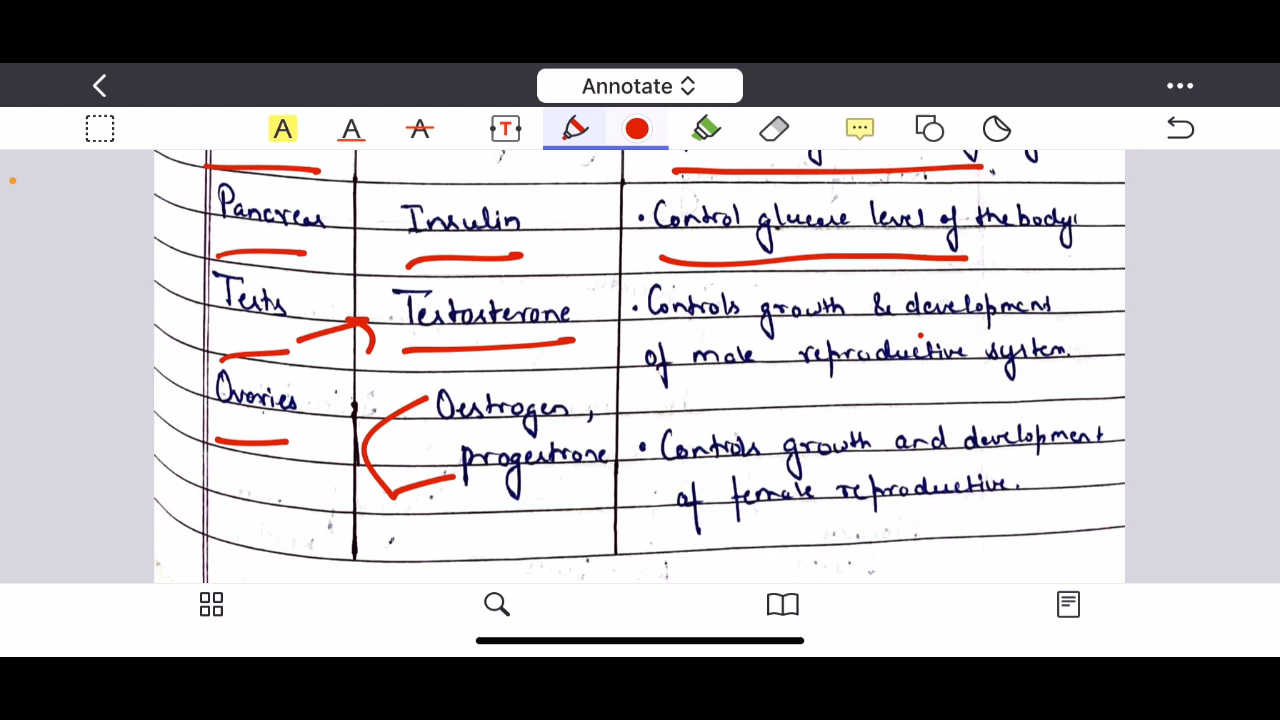 Annotate
A A A T
Pancreas Insulin • Control glucose level of the body
Tests Testosterone • Controls growth & development
of male reproductive system.
Ovaries Oestrogen,
progestrone • Controls growth and development
of female reproductive.